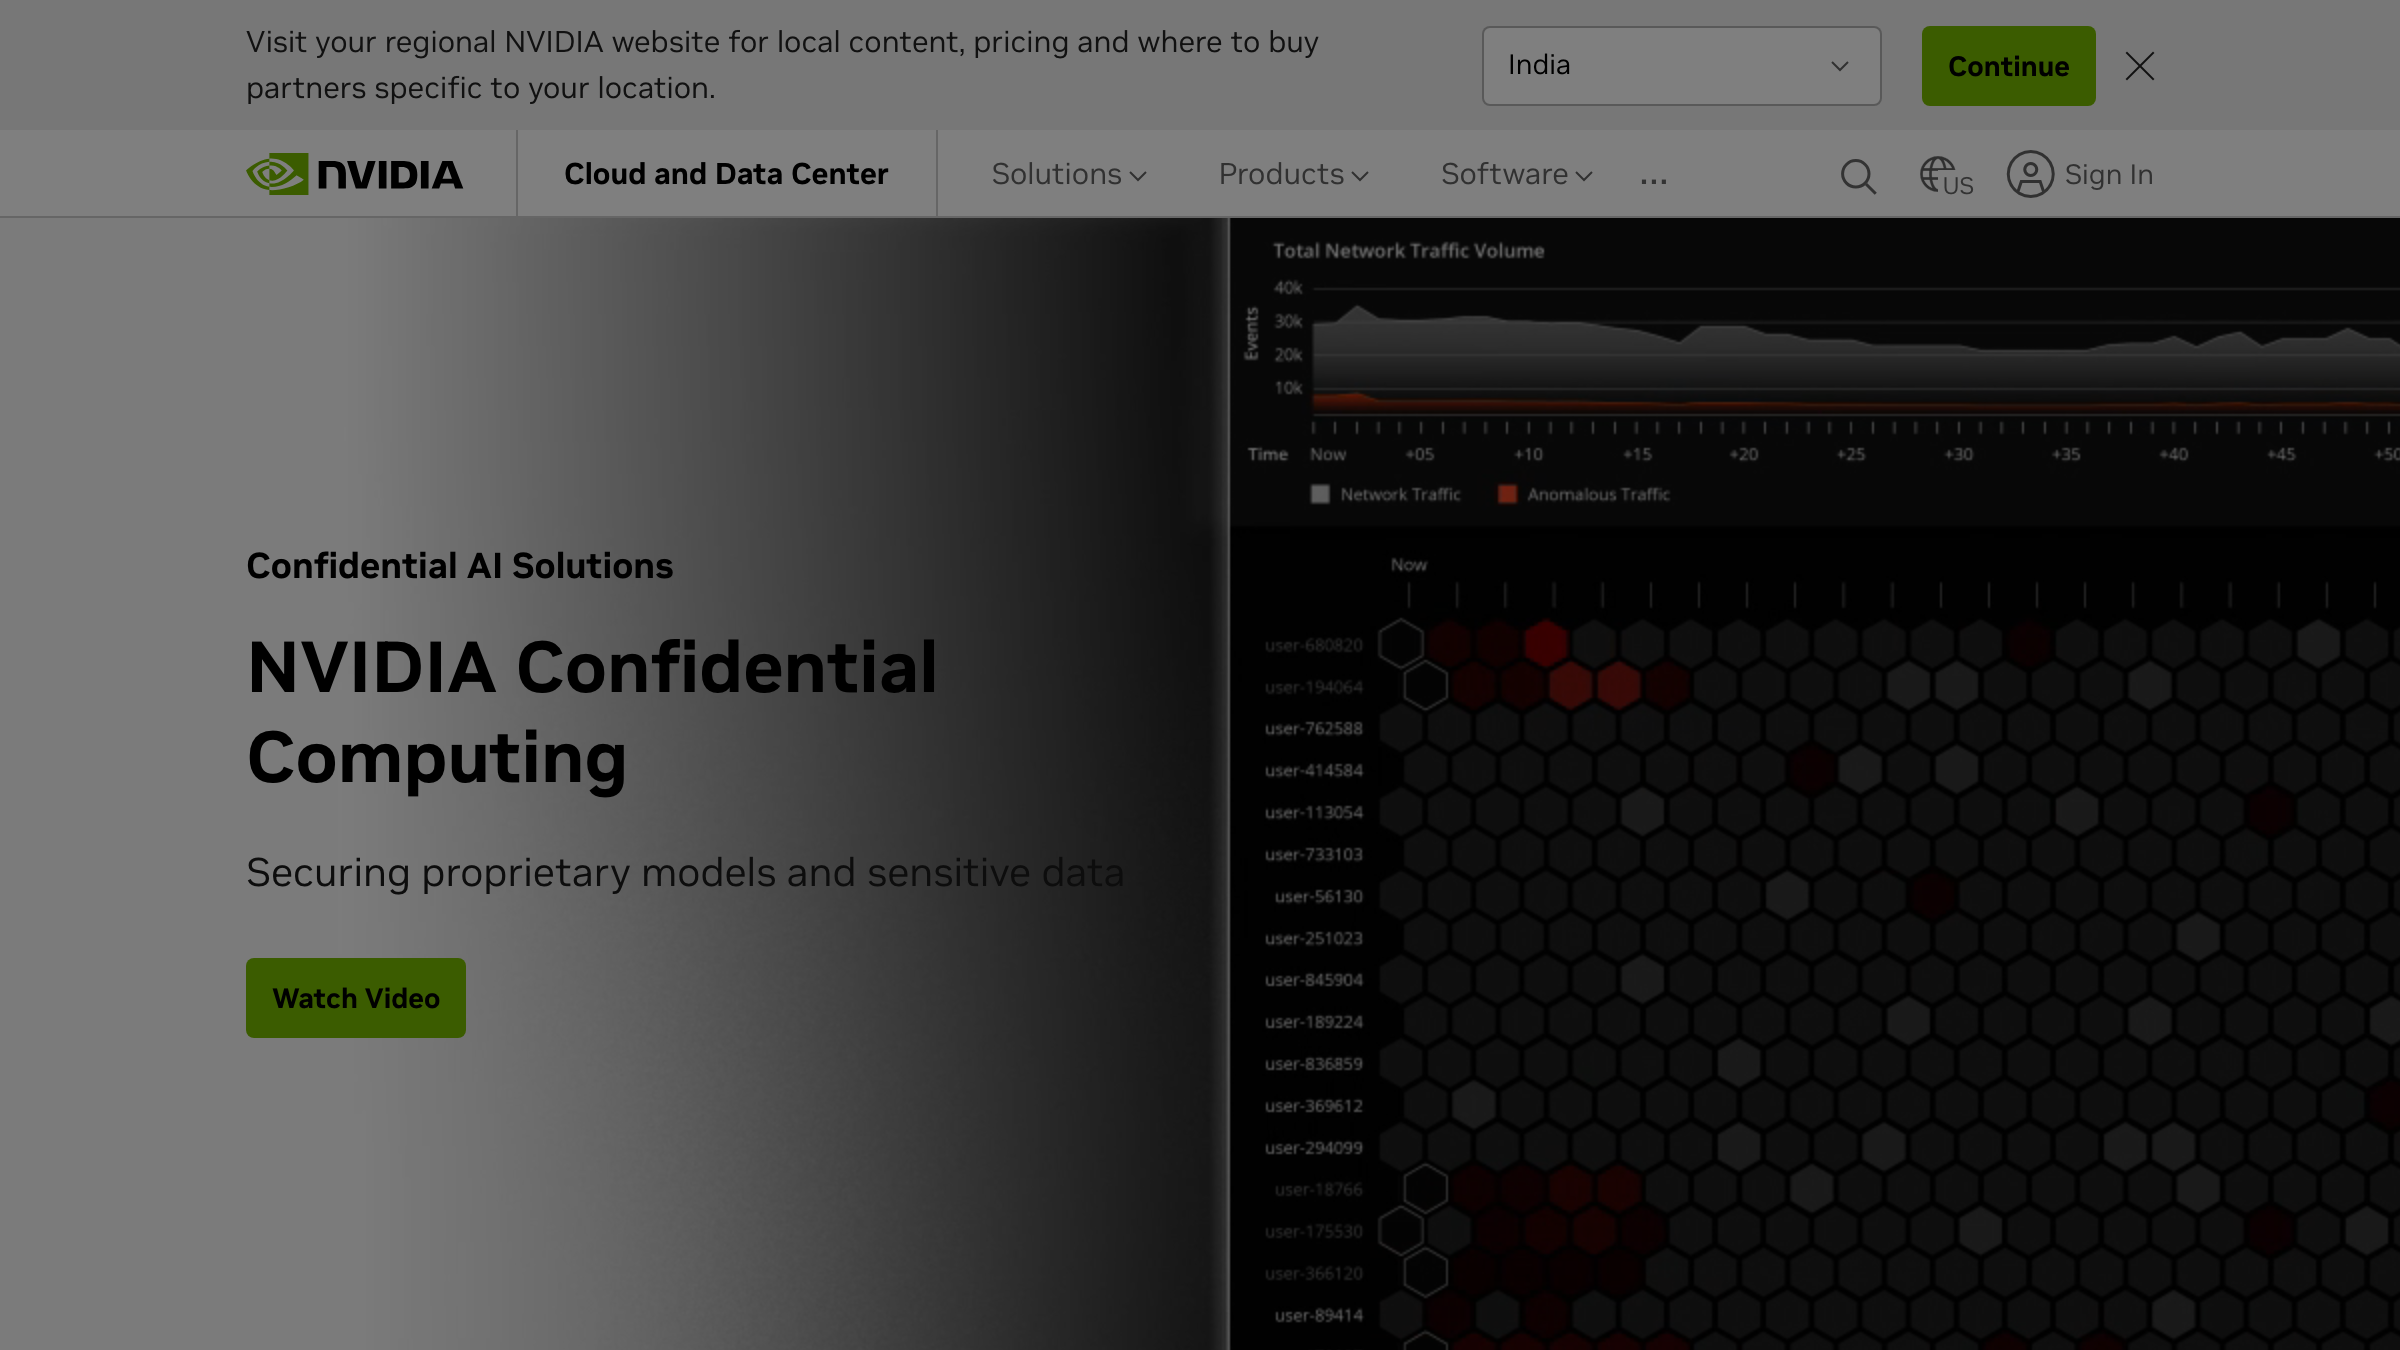 Visit your regional NVIDIA website for local content, pricing and where to buy
partners specific to your location.
India
Continue
NVIDIA
Cloud and Data Center
Solutions
Products
Software
...
US
Sign In
Total Network Traffic Volume
40k
30k
20k
10k
Events
Time Now +05 +10 +15 +20 +25 +30 +35 +40 +45 +50
Network Traffic Anomalous Traffic
Confidential AI Solutions
NVIDIA Confidential
Computing
Securing proprietary models and sensitive data
Watch Video
Now
user-680820
user-194064
user-762588
user-414584
user-113054
user-733103
user-56130
user-251023
user-845904
user-189224
user-836859
user-369612
user-294099
user-18766
user-175530
user-366120
user-89414